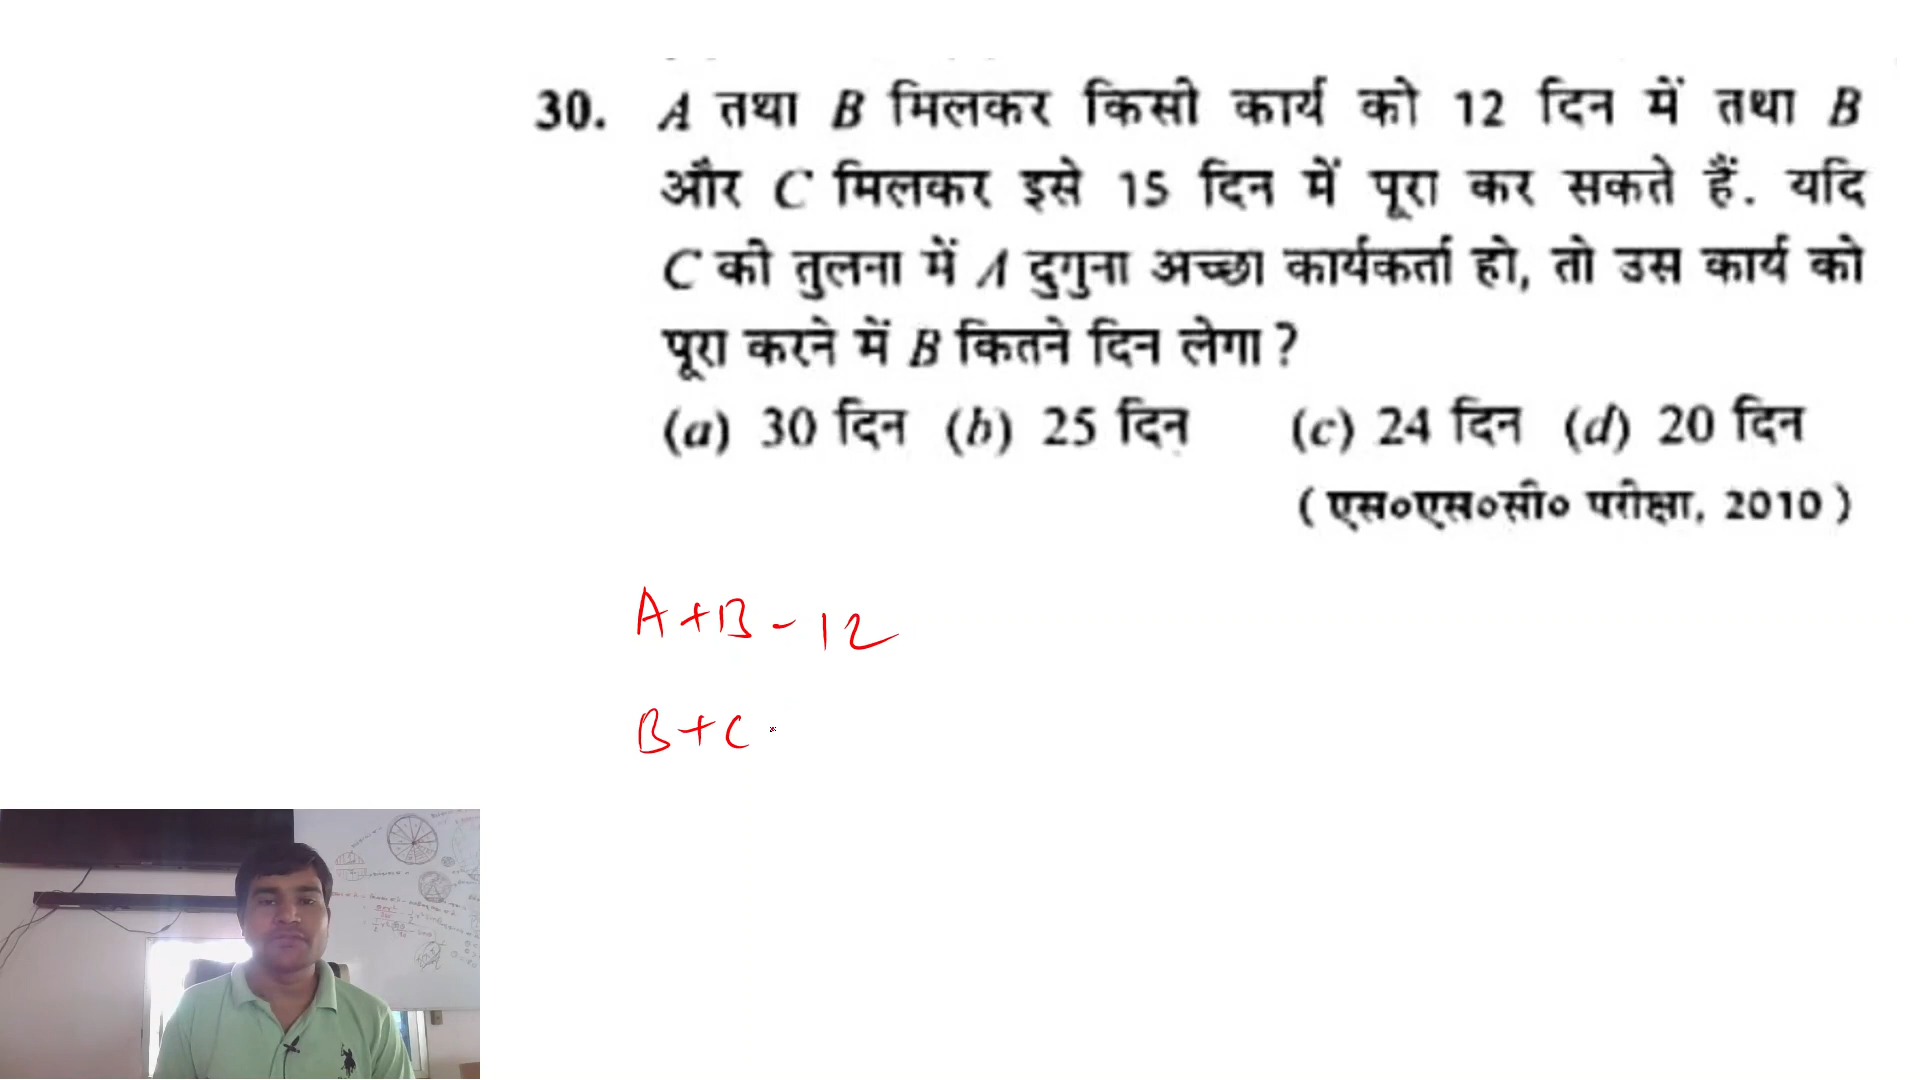 30. A तथा B मिलकर किसी कार्य को 12 दिन में तथा B
और C मिलकर इसे 15 दिन में पूरा कर सकते हैं. यदि
C की तुलना में A दुगुना अच्छा कार्यकर्ता हो, तो उस कार्य को
पूरा करने में B कितने दिन लेगा ?
(a) 30 दिन (b) 25 दिन (c) 24 दिन (d) 20 दिन
( एस०एस०सी० परीक्षा, 2010 )
A + B - 12
B + C